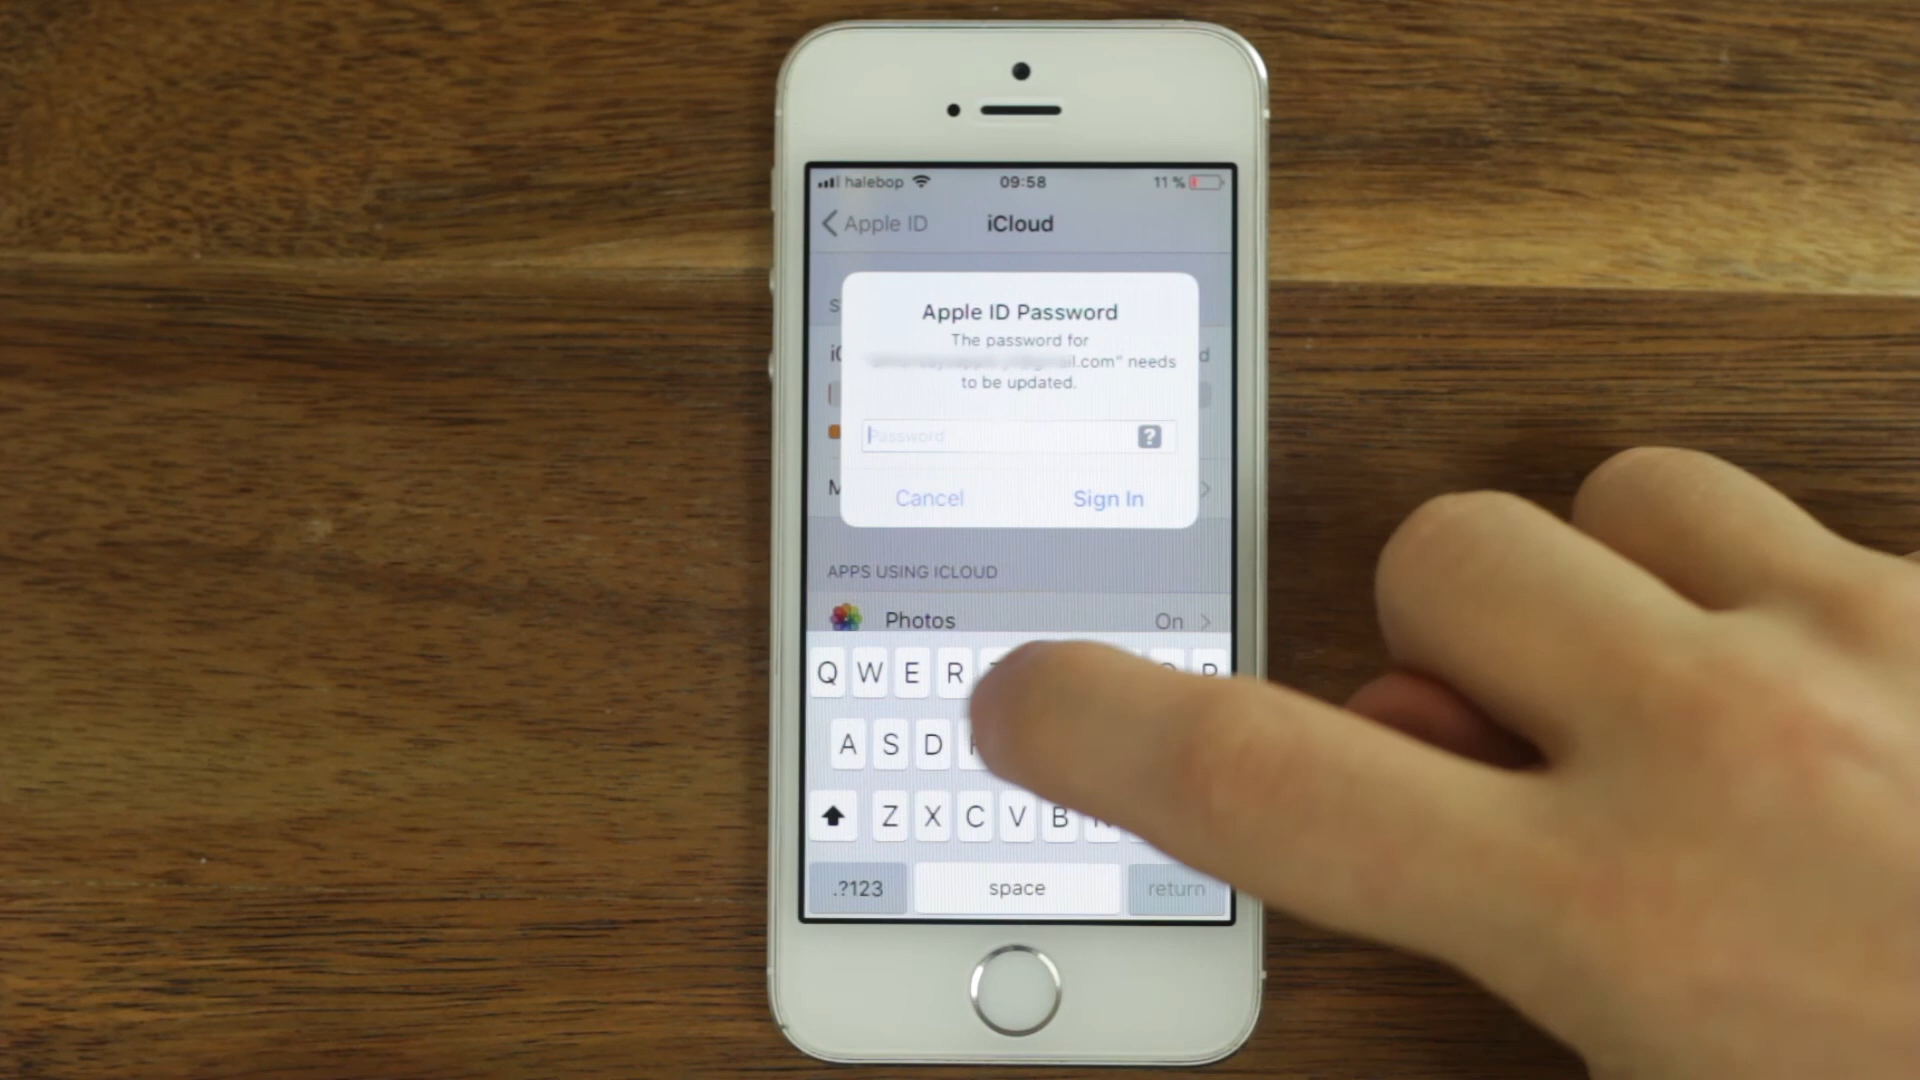 halebop 09:58 11 %
Apple ID iCloud
Apple ID Password
The password for
l.com" needs
to be updated.
Password ?
Cancel Sign In
APPS USING ICLOUD
Photos On
Q W E R P
A S D
Z X C V B
.?123 space return